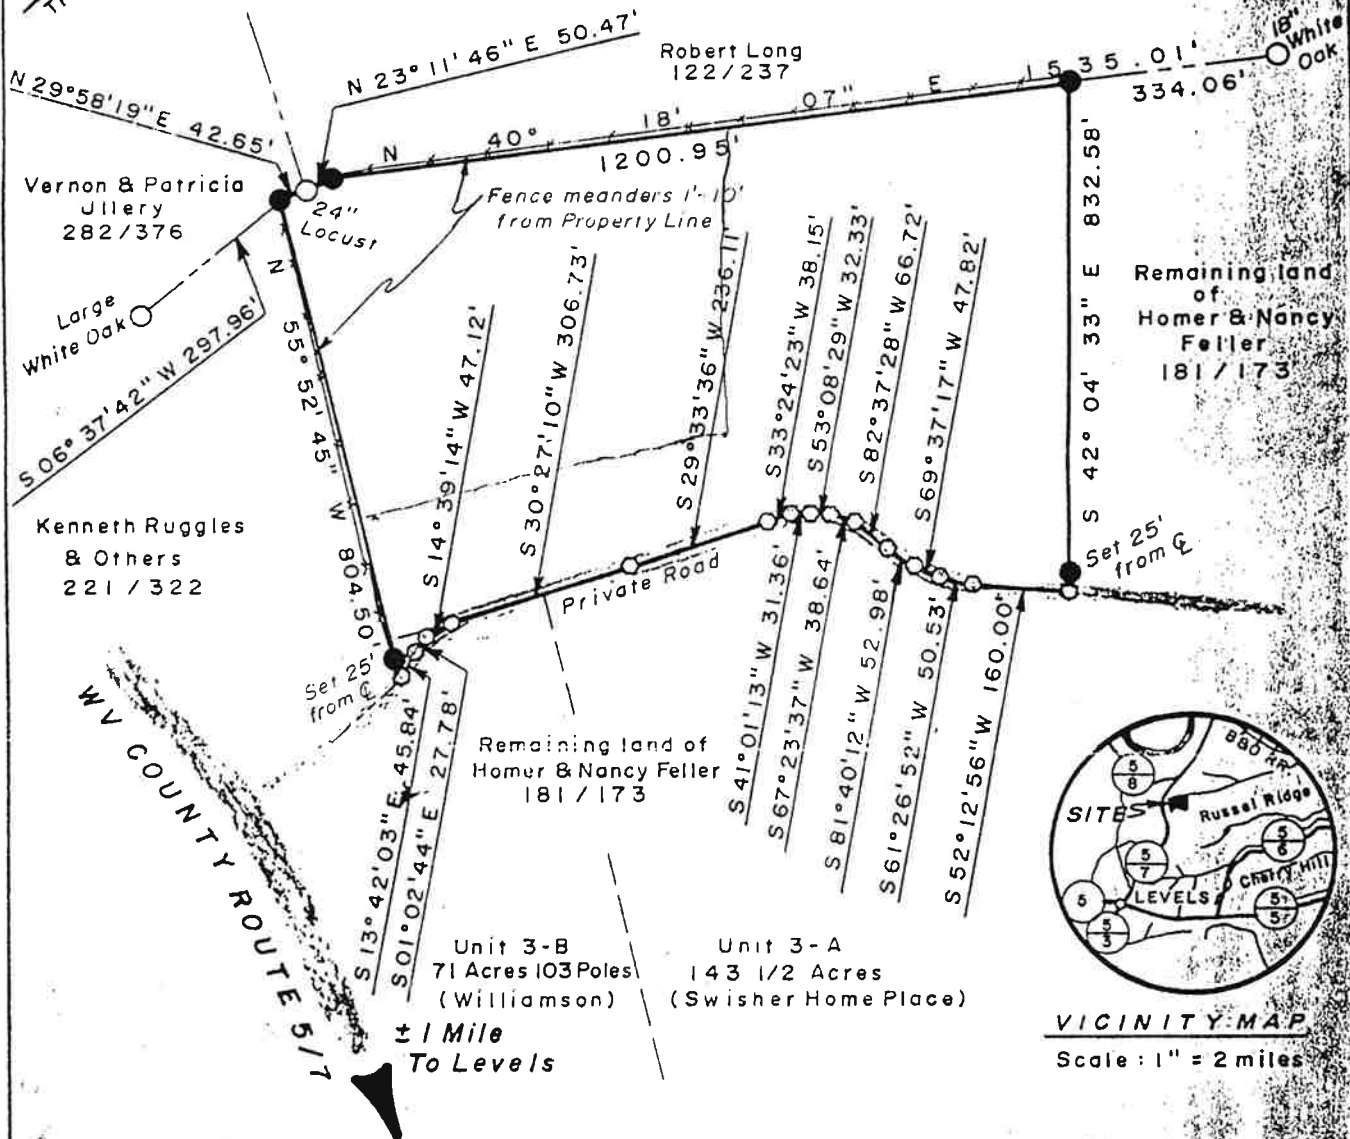 N 23° 11' 46" E 50.47'
Robert Long
122/237
18"
White
Oak
N 29°58'19" E 42.65'
N 40° 18' 07" E 1535.01'
334.06'
1200.95'
Vernon & Patricia
Ullery
282/376
24"
Locust
Fence meanders 1'-10'
from Property Line
832.58'
S 42° 04' 33" E
Large
White Oak
S 06° 37' 42" W 297.96'
N 55° 52' 45" W 804.50'
S 14° 39' 14" W 47.12'
S 30° 27' 10" W 306.73'
S 29° 33' 36" W 236.11'
S 33° 24' 23" W 38.15'
S 53° 08' 29" W 32.33'
S 82° 37' 28" W 66.72'
S 69° 37' 17" W 47.82'
Remaining land
of
Homer & Nancy
Feller
181/173
Kenneth Ruggles
& Others
221/322
Set 25'
from ℄
Private Road
Set 25'
from ℄
S 13° 42' 03" E 45.84'
S 01° 02' 44" E 27.78'
S 41° 01' 13" W 31.36'
S 67° 23' 37" W 38.64'
S 81° 40' 12" W 52.98'
S 61° 26' 52" W 50.53'
S 52° 12' 56" W 160.00'
Remaining land of
Homer & Nancy Feller
181/173
WV COUNTY ROUTE 5/7
Unit 3-B
71 Acres 103 Poles
(Williamson)
Unit 3-A
143 1/2 Acres
(Swisher Home Place)
± 1 Mile
To Levels
B&O RR
5
8
SITE
Russel Ridge
5
6
5
7
Cherry Hill
5
LEVELS
5
5
5
3
VICINITY MAP
Scale: 1" = 2 miles